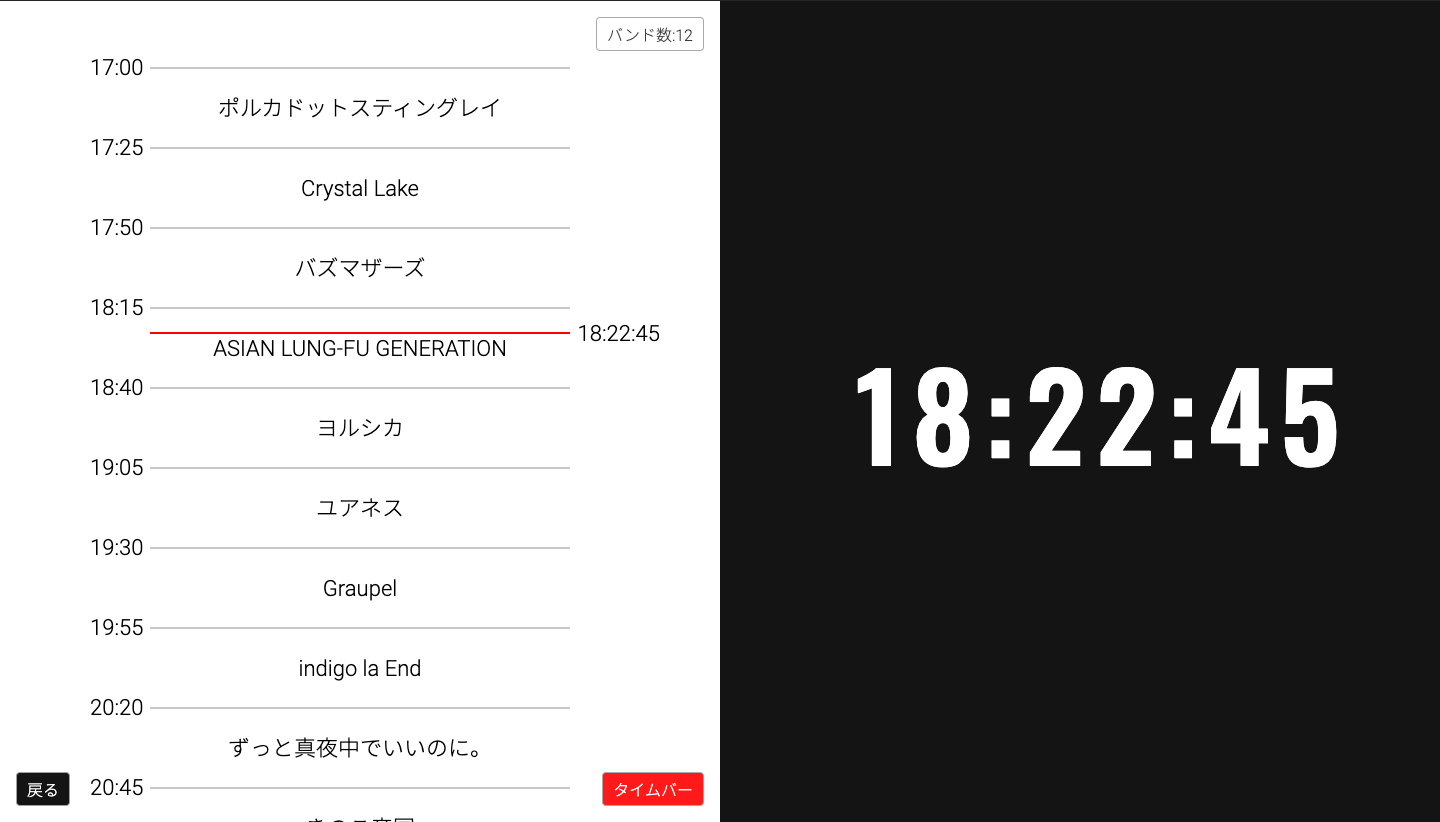 バンド数:12
17:00
ポルカドットスティングレイ
17:25
Crystal Lake
17:50
バズマザーズ
18:15
18:22:45
ASIAN LUNG-FU GENERATION
18:40
ヨルシカ
19:05
ユアネス
19:30
Graupel
19:55
indigo la End
20:20
ずっと真夜中でいいのに。
戻る
20:45
タイムバー
18:22:45